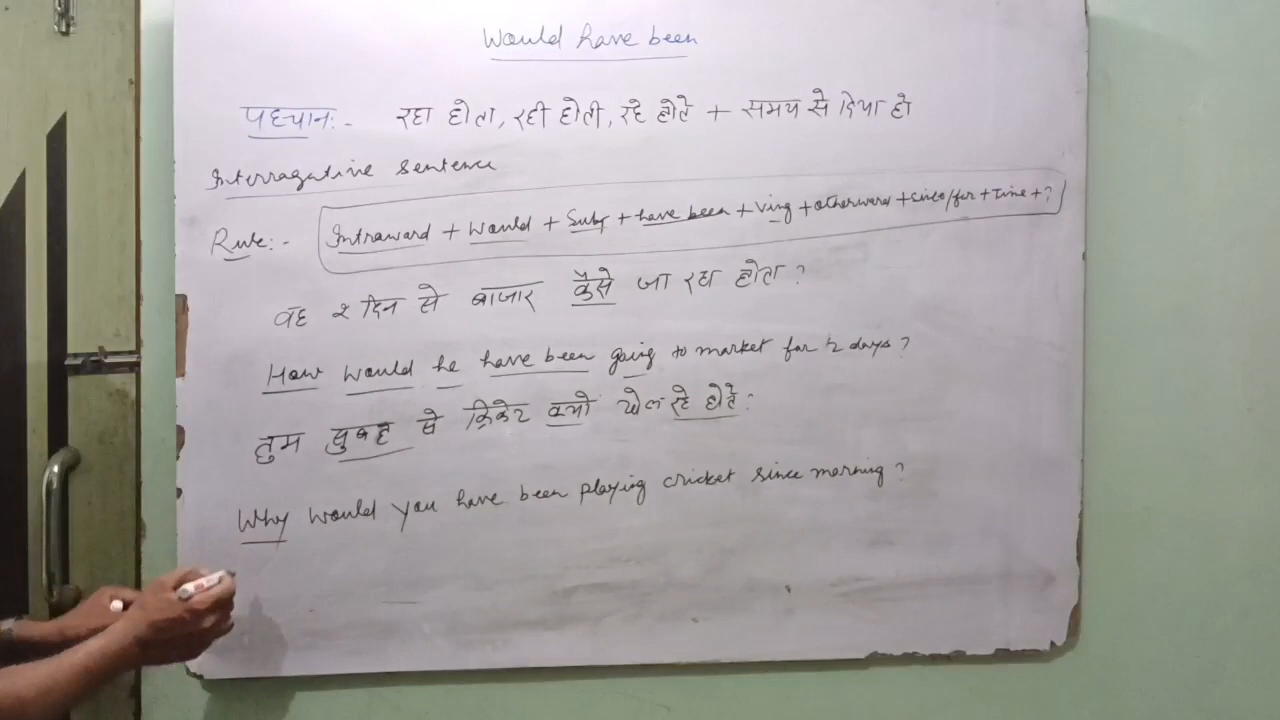 Would have been
पहचान:- रहा होता, रही होती, रहे होते + समय से दिया हो
Interragative Sentence
Rule:- Intraward + Would + Subj + have been + Ving + otherword + since/for + Time + ?
वह २ दिन से बाजार कैसे जा रहा होता ?
How would he have been going to market for 2 days ?
तुम सुबह से क्रिकेट क्यो खेल रहे होते ?
Why would you have been playing cricket since morning ?